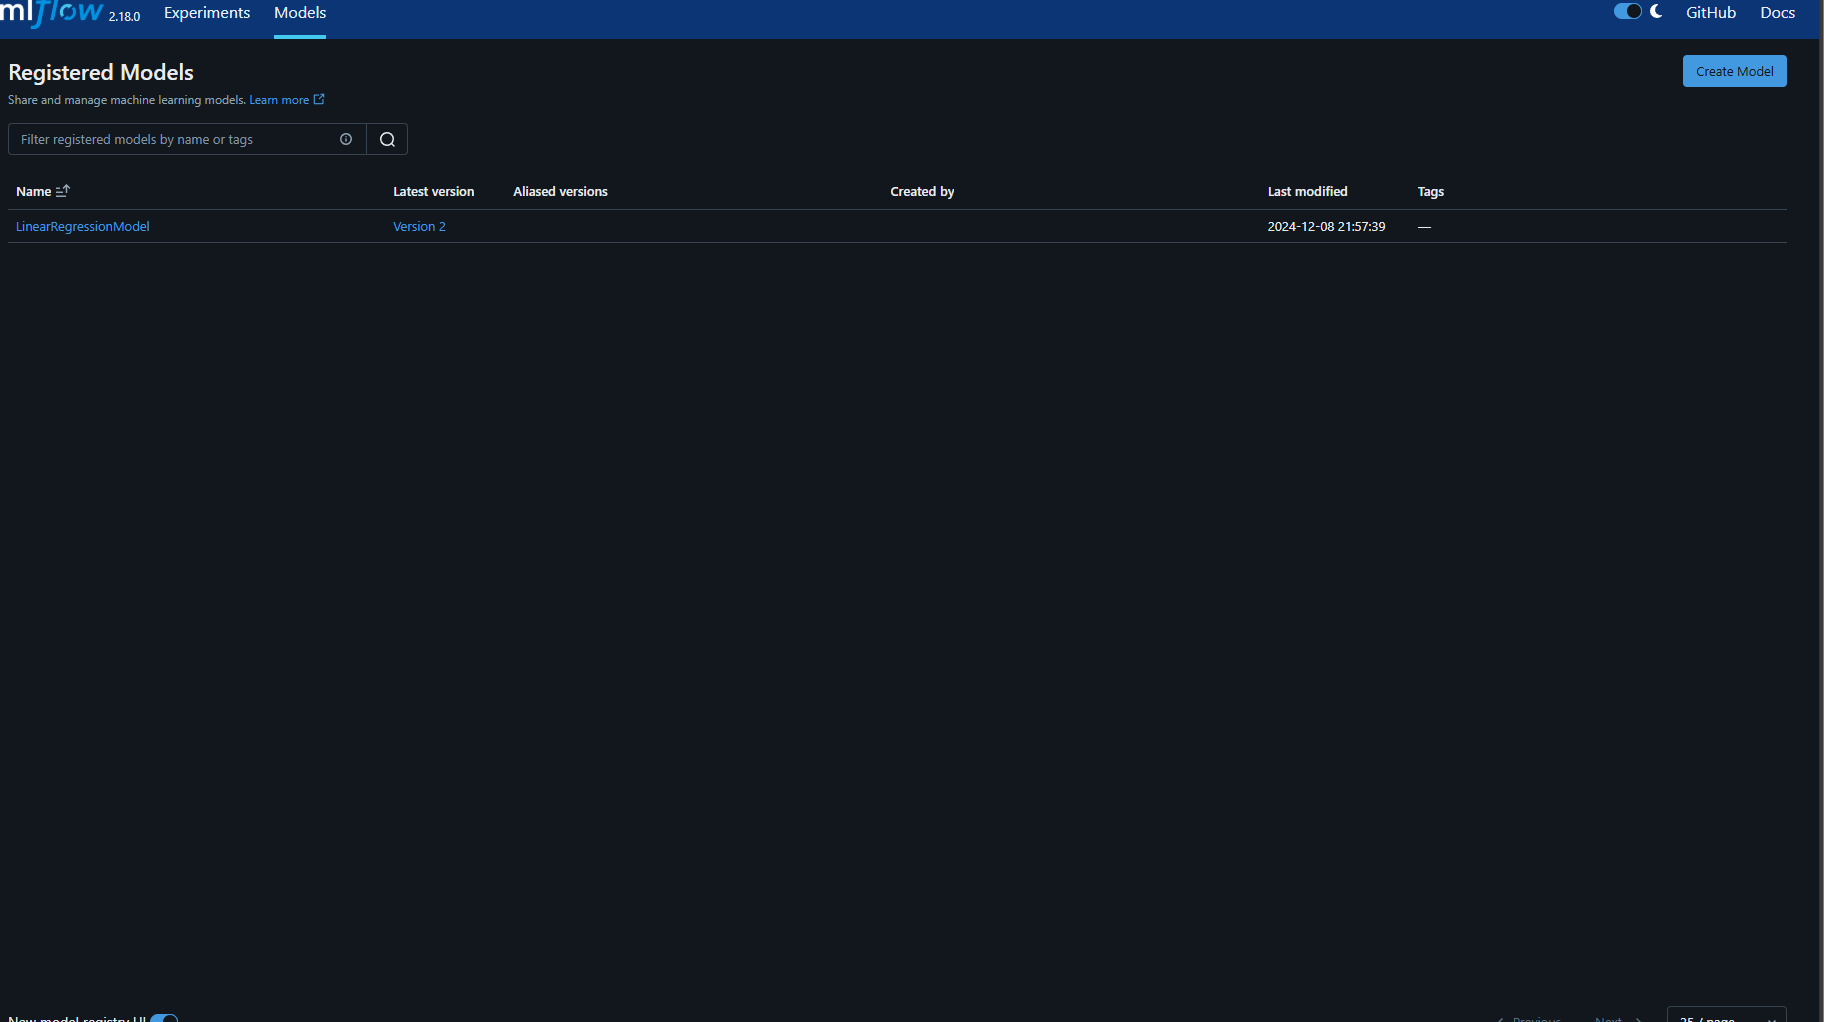 mlflow 2.18.0 Experiments Models GitHub Docs
Registered Models
Create Model
Share and manage machine learning models. Learn more
Filter registered models by name or tags
Name Latest version Aliased versions Created by Last modified Tags
LinearRegressionModel Version 2 2024-12-08 21:57:39 —
New model registry UI Previous Next 25 / page